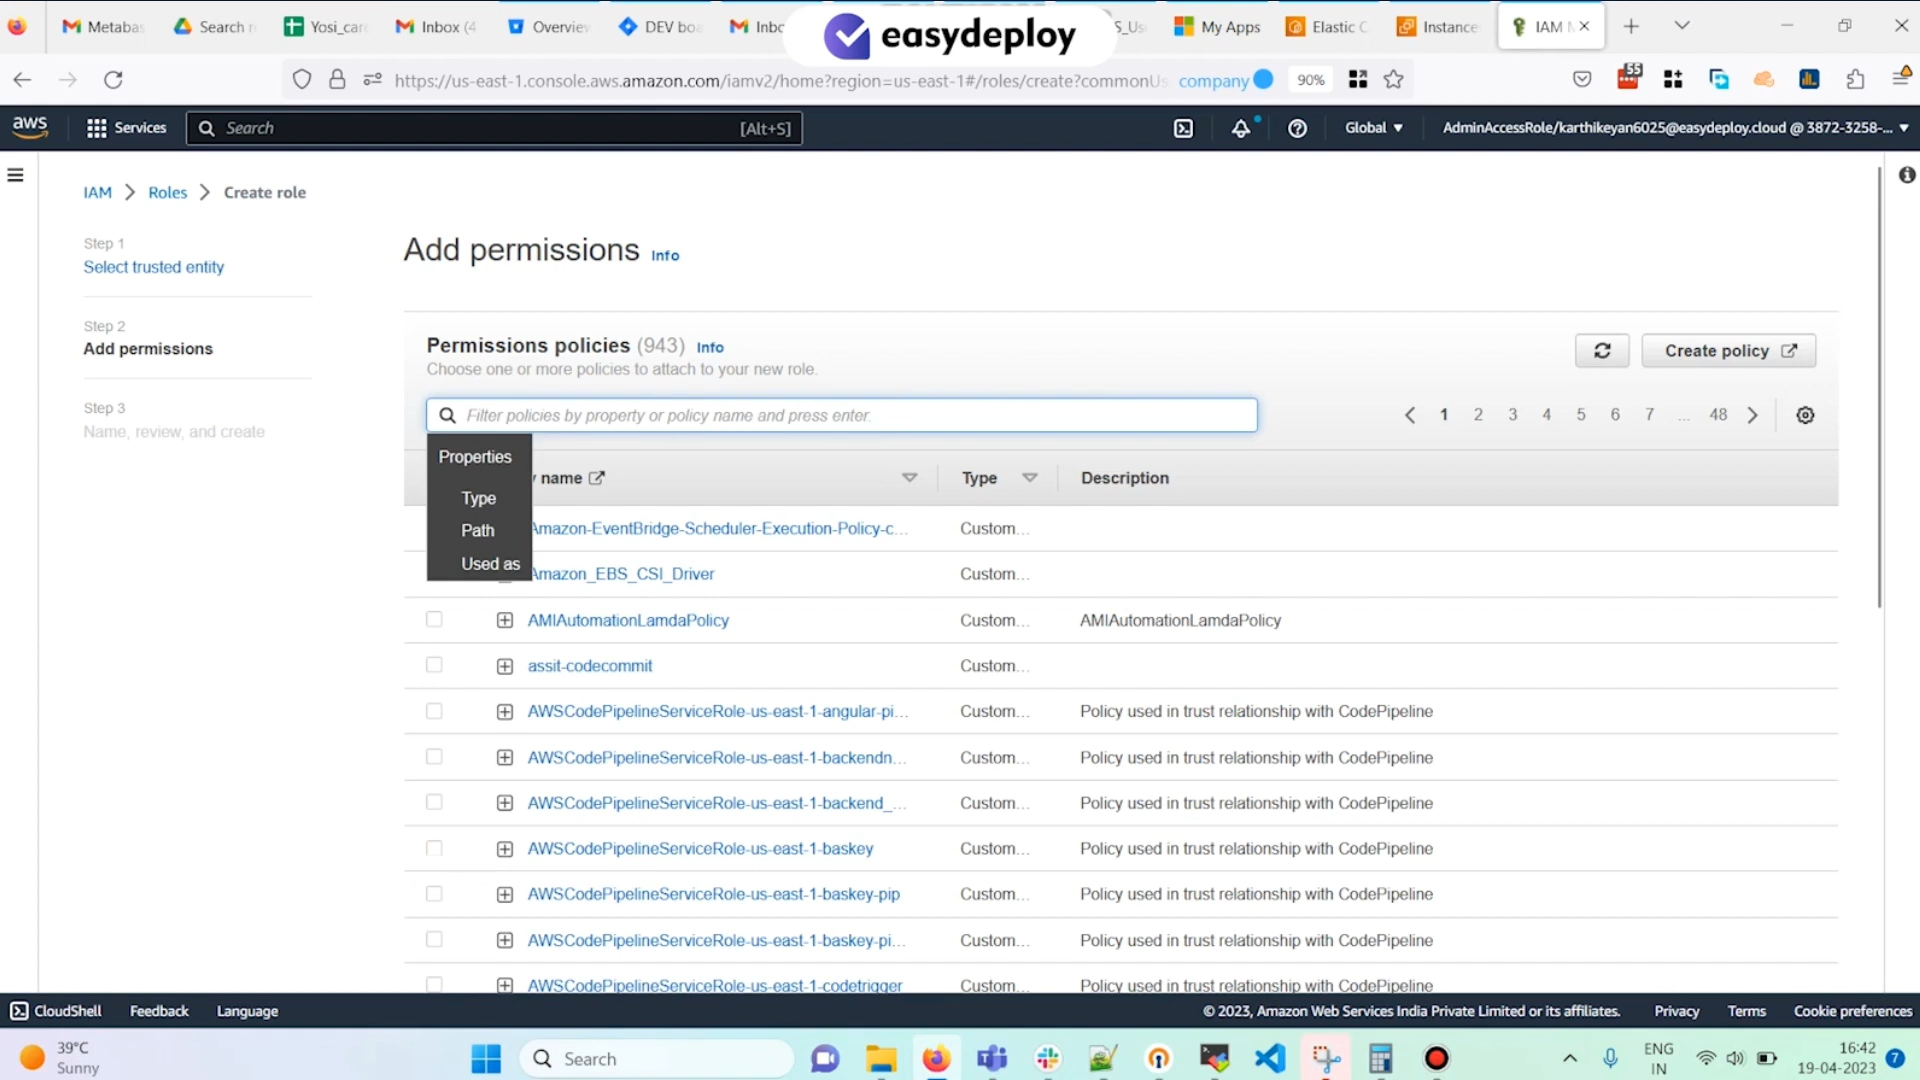 Metabas
Search r
Yosi_car
Inbox (4
Overvie
DEV boa
Inbo
easydeploy
S_Us
My Apps
Elastic C
Instance
IAM M
https://us-east-1.console.aws.amazon.com/iamv2/home?region=us-east-1#/roles/create?commonUs
company
90%
55
aws
Services
Search
[Alt+S]
Global
AdminAccessRole/karthikeyan6025@easydeploy.cloud @ 3872-3258-...
IAM > Roles > Create role
Step 1
Select trusted entity
Step 2
Add permissions
Step 3
Name, review, and create
Add permissions Info
Permissions policies (943) Info
Choose one or more policies to attach to your new role.
Create policy
Filter policies by property or policy name and press enter.
1 2 3 4 5 6 7 ... 48
Properties
Type
Path
Used as
y name
Type
Description
Amazon-EventBridge-Scheduler-Execution-Policy-c... Custom...
Amazon_EBS_CSI_Driver Custom...
AMIAutomationLamdaPolicy Custom... AMIAutomationLamdaPolicy
assit-codecommit Custom...
AWSCodePipelineServiceRole-us-east-1-angular-pi... Custom... Policy used in trust relationship with CodePipeline
AWSCodePipelineServiceRole-us-east-1-backendn... Custom... Policy used in trust relationship with CodePipeline
AWSCodePipelineServiceRole-us-east-1-backend_... Custom... Policy used in trust relationship with CodePipeline
AWSCodePipelineServiceRole-us-east-1-baskey Custom... Policy used in trust relationship with CodePipeline
AWSCodePipelineServiceRole-us-east-1-baskey-pip Custom... Policy used in trust relationship with CodePipeline
AWSCodePipelineServiceRole-us-east-1-baskey-pi... Custom... Policy used in trust relationship with CodePipeline
AWSCodePipelineServiceRole-us-east-1-codetrigger Custom... Policy used in trust relationship with CodePipeline
CloudShell
Feedback
Language
© 2023, Amazon Web Services India Private Limited or its affiliates.
Privacy
Terms
Cookie preferences
39°C
Sunny
Search
ENG
IN
16:42
19-04-2023
7